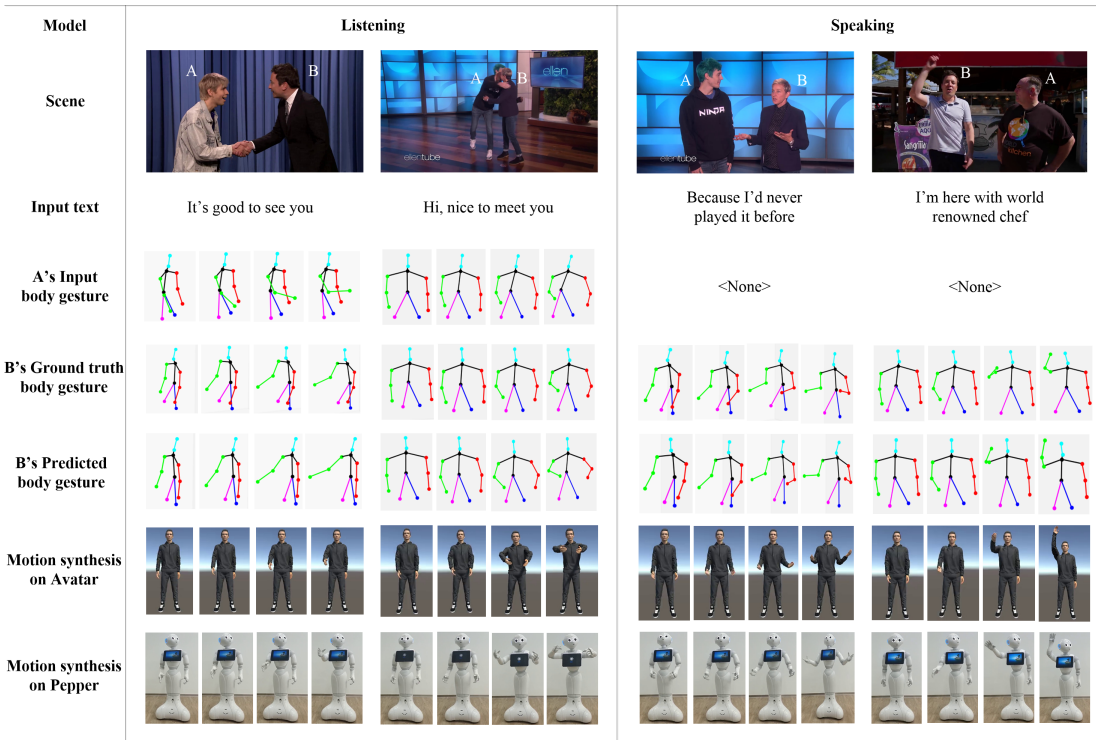 Model
Listening
Speaking
Scene
A
B
A
B
ellen
ellentube
A
B
NINJA
ellentube
B
A
Sangrilla
kitchen
Input text
It's good to see you
Hi, nice to meet you
Because I'd never
played it before
I'm here with world
renowned chef
A's Input
body gesture
<None>
<None>
B's Ground truth
body gesture
B's Predicted
body gesture
Motion synthesis
on Avatar
Motion synthesis
on Pepper